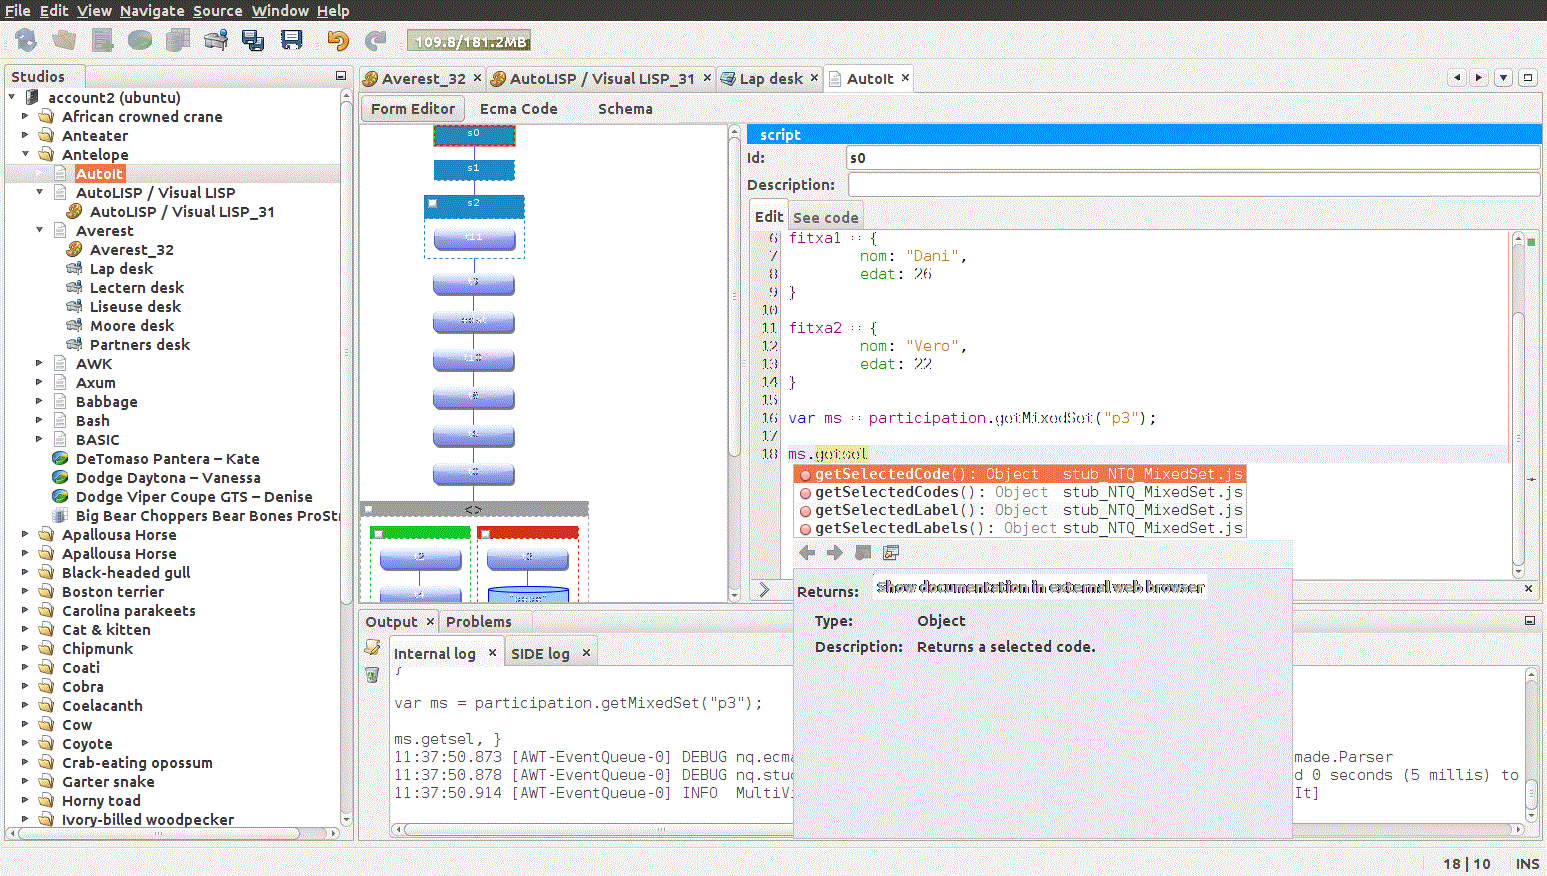 File Edit View Navigate Source Window Help
109.8/181.2MB
Studios
account2 (ubuntu)
African crowned crane
Anteater
Antelope
AutoIt
AutoLISP / Visual LISP
AutoLISP / Visual LISP_31
Averest
Averest_32
Lap desk
Lectern desk
Liseuse desk
Moore desk
Partners desk
AWK
Axum
Babbage
Bash
BASIC
DeTomaso Pantera – Kate
Dodge Daytona – Vanessa
Dodge Viper Coupe GTS – Denise
Big Bear Choppers Bear Bones ProStr
Apallousa Horse
Apallousa Horse
Black-headed gull
Boston terrier
Carolina parakeets
Cat & kitten
Chipmunk
Coati
Cobra
Coelacanth
Cow
Coyote
Crab-eating opossum
Garter snake
Horny toad
Ivory-billed woodpecker
Averest_32 AutoLISP / Visual LISP_31 Lap desk AutoIt
Form Editor Ecma Code Schema
s0
s1
s2
<>
script
Id: s0
Description:
Edit See code
6 fitxa1 = {
7 nom: "Dani",
8 edat: 26
9 }
10
11 fitxa2 = {
12 nom: "Vero",
13 edat: 22
14 }
15
16 var ms = participation.getMixedSet("p3");
17
18 ms.getsel
getSelectedCode(): Object stub_NTQ_MixedSet.js
getSelectedCodes(): Object stub_NTQ_MixedSet.js
getSelectedLabel(): Object stub_NTQ_MixedSet.js
getSelectedLabels(): Object stub_NTQ_MixedSet.js
Returns: Show documentation in external web browser
Type: Object
Description: Returns a selected code.
Output Problems
Internal log SIDE log
}
var ms = participation.getMixedSet("p3");
ms.getsel, }
11:37:50.873 [AWT-EventQueue-0] DEBUG nq.ecma made.Parser
11:37:50.878 [AWT-EventQueue-0] DEBUG nq.stud d 0 seconds (5 millis) to
11:37:50.914 [AWT-EventQueue-0] INFO MultiVi It]
18 | 10 INS